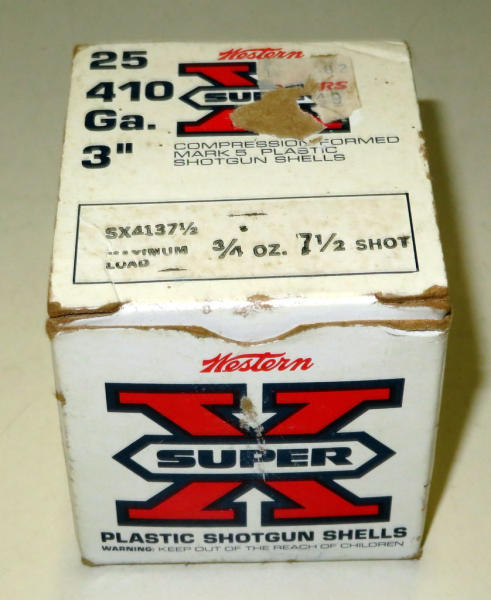 25
410
Ga.
3"
Western
X
SUPER
COMPRESSION-FORMED
MARK 5 PLASTIC
SHOTGUN SHELLS
SX4137½
MAXIMUM
LOAD
3/4 OZ. 7½ SHOT
Western
X
SUPER
PLASTIC SHOTGUN SHELLS
WARNING: KEEP OUT OF THE REACH OF CHILDREN